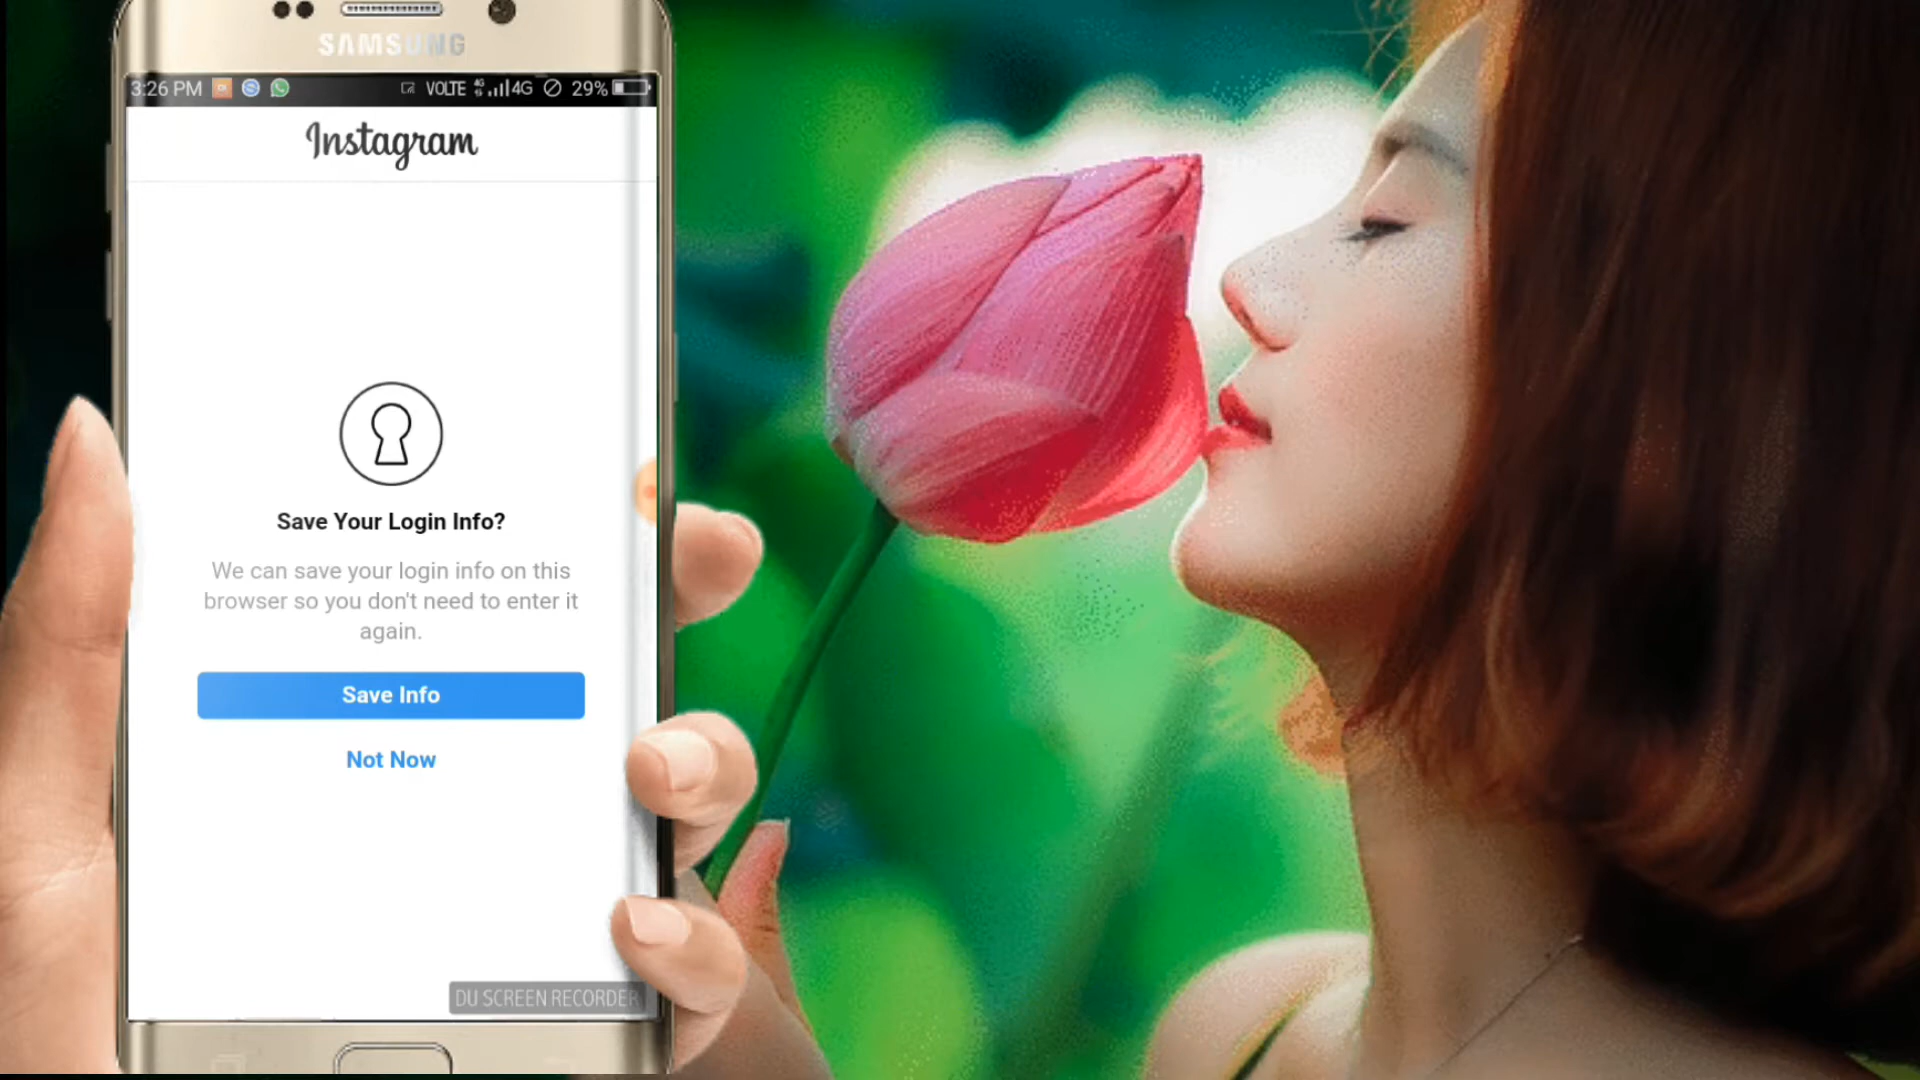 SAMSUNG
3:26 PM VOLTE 4G 29%
Instagram
Save Your Login Info?
We can save your login info on this
browser so you don't need to enter it
again.
Save Info
Not Now
DU SCREEN RECORDER